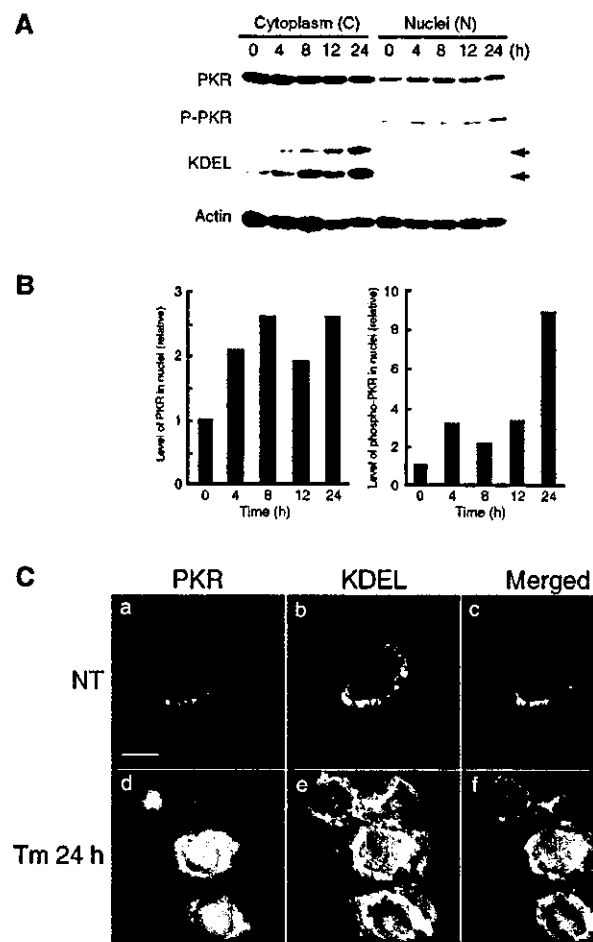 A
Cytoplasm (C) Nuclei (N)
0 4 8 12 24 0 4 8 12 24 (h)
PKR
P-PKR
KDEL
Actin
B
Level of PKR in nuclei (relative)
3
2
1
0
0 4 8 12 24
Time (h)
Level of phospho-PKR in nuclei (relative)
10
8
6
4
2
0
0 4 8 12 24
Time (h)
C
PKR KDEL Merged
NT
a b c
Tm 24 h
d e f